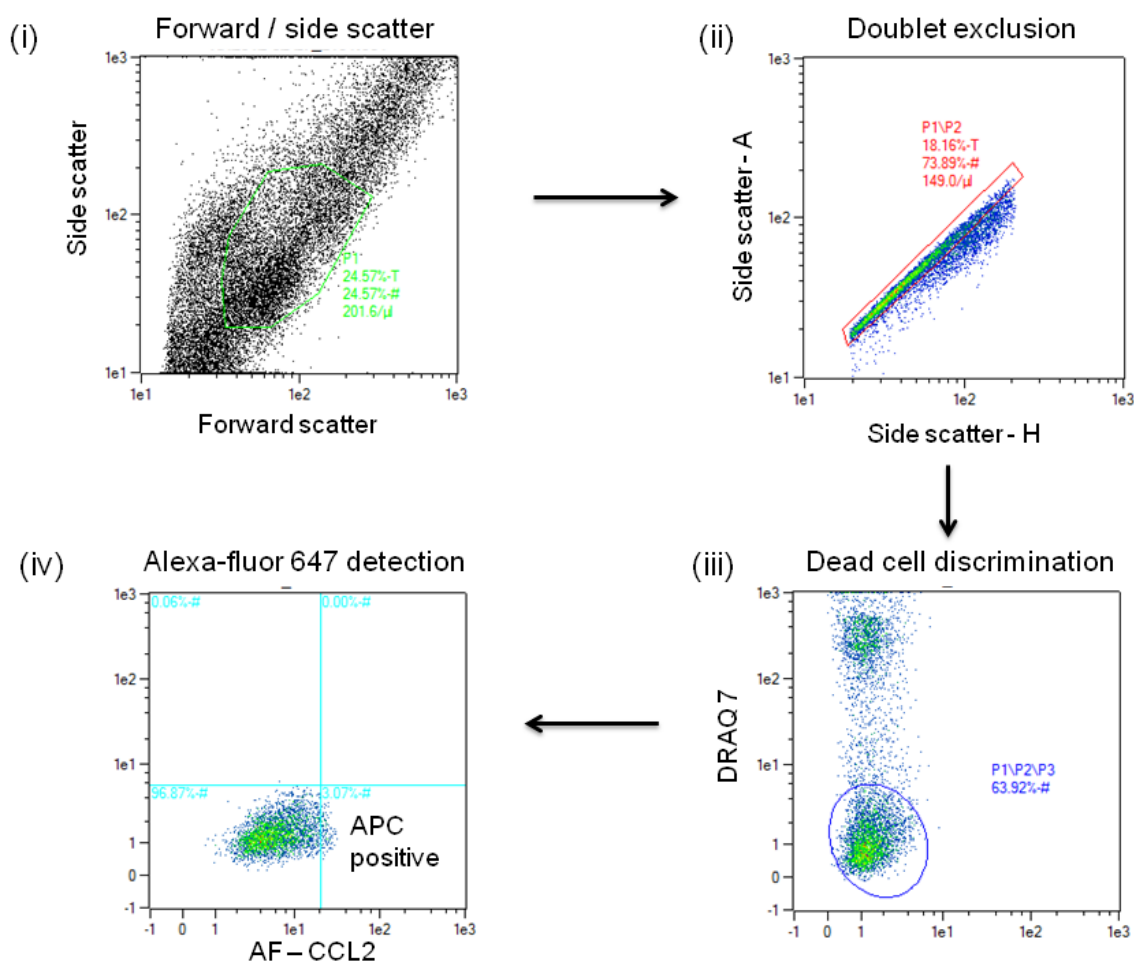 (i)
Forward / side scatter
1e3
1e2
1e1
1e1
1e2
1e3
Side scatter
Forward scatter
P1
24.57%-T
24.57%-#
201.6/µl
(ii)
Doublet exclusion
1e3
1e2
1e1
1e1
1e2
1e3
Side scatter - A
Side scatter - H
P1\P2
18.16%-T
73.89%-#
149.0/µl
(iv)
Alexa-fluor 647 detection
1e3
1e2
1e1
1
0
-1
-1
0
1
1e1
1e2
1e3
0.06%-#
0.00%-#
96.87%-#
3.07%-#
APC
positive
AF – CCL2
(iii)
Dead cell discrimination
1e3
1e2
1e1
1
0
-1
-1
0
1
1e1
1e2
1e3
DRAQ 7
P1\P2\P3
63.92%-#